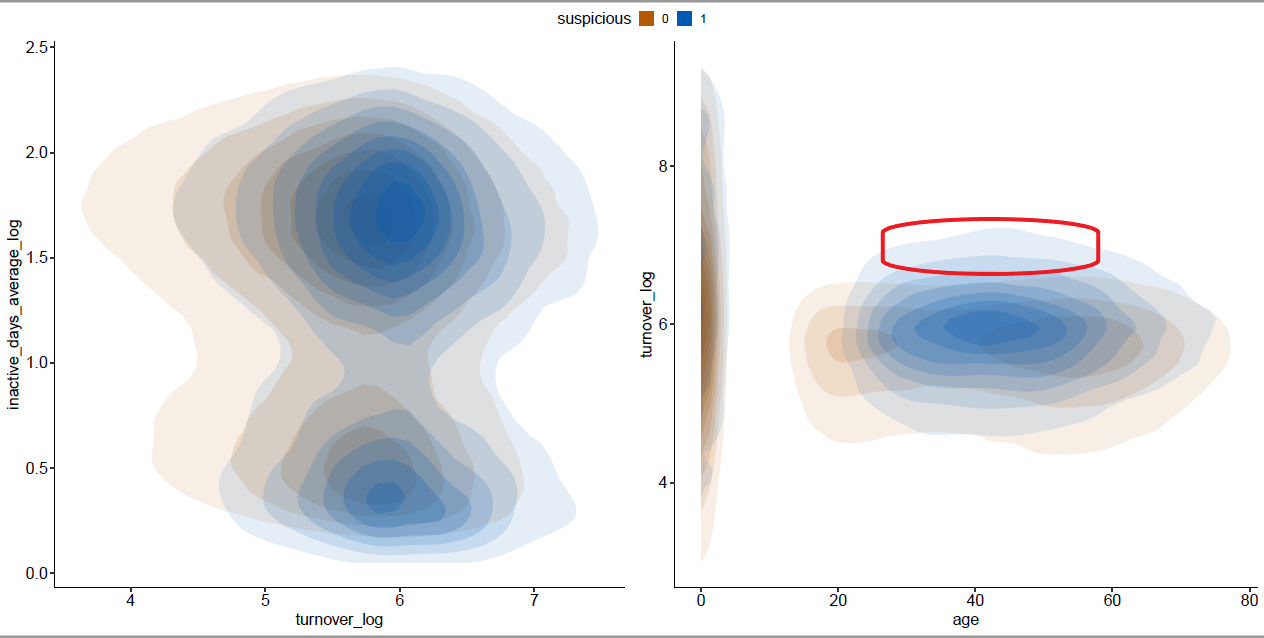 suspicious 0 1
2.5
2.0
1.5
1.0
0.5
0.0
inactive_days_average_log
4 5 6 7
turnover_log
8
6
4
turnover_log
0 20 40 60 80
age